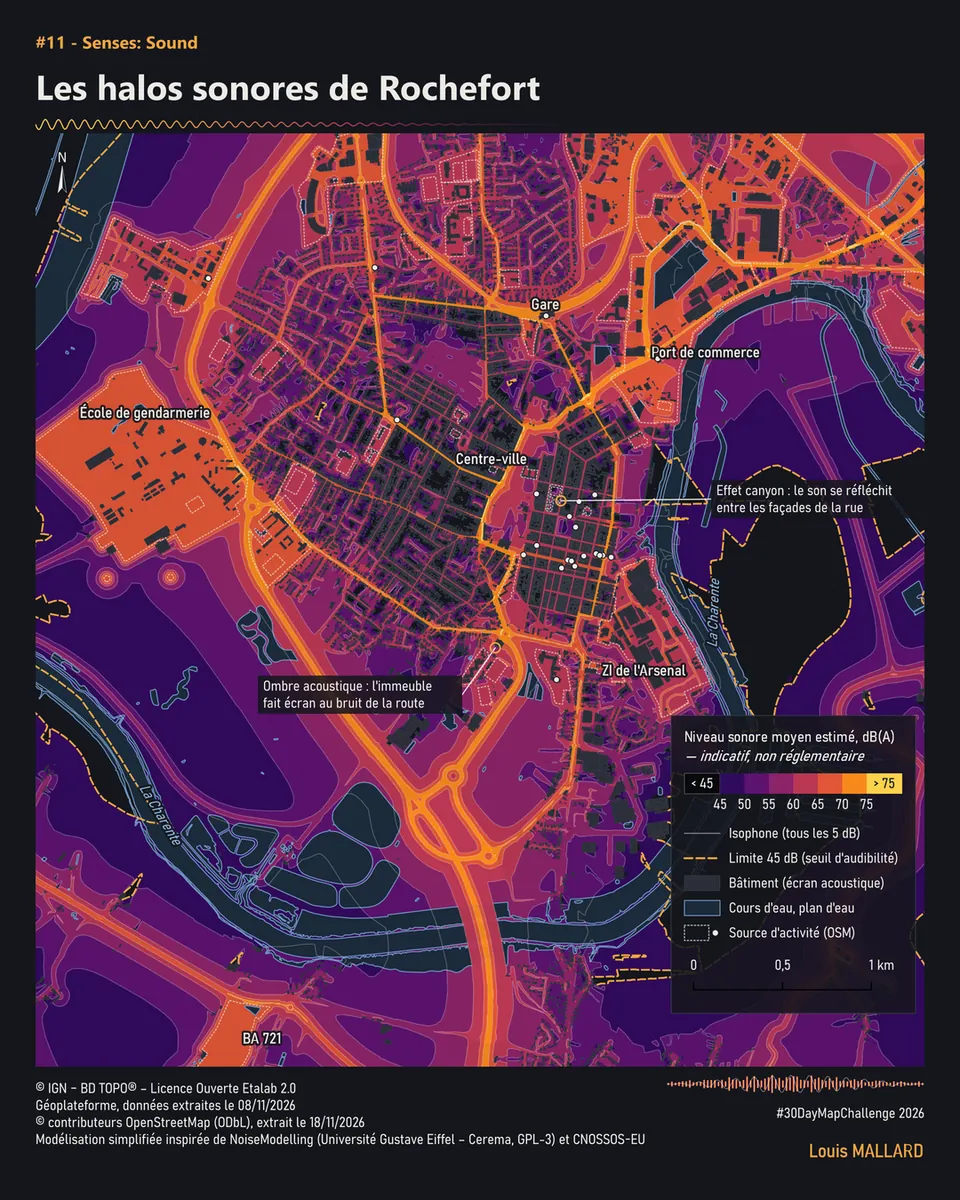 #11 - Senses: Sound
Les halos sonores de Rochefort
N
Gare
Port de commerce
École de gendarmerie
Centre-ville
Effet canyon : le son se réfléchit
entre les façades de la rue
La Charente
ZI de l'Arsenal
Ombre acoustique : l'immeuble
fait écran au bruit de la route
La Charente
BA 721
Niveau sonore moyen estimé, dB(A)
— indicatif, non réglementaire
< 45
> 75
45 50 55 60 65 70 75
Isophone (tous les 5 dB)
Limite 45 dB (seuil d'audibilité)
Bâtiment (écran acoustique)
Cours d'eau, plan d'eau
Source d'activité (OSM)
0 0,5 1 km
© IGN – BD TOPO® – Licence Ouverte Etalab 2.0
Géoplateforme, données extraites le 08/11/2026
© contributeurs OpenStreetMap (ODbL), extrait le 18/11/2026
Modélisation simplifiée inspirée de NoiseModelling (Université Gustave Eiffel – Cerema, GPL-3) et CNOSSOS-EU
#30DayMapChallenge 2026
Louis MALLARD